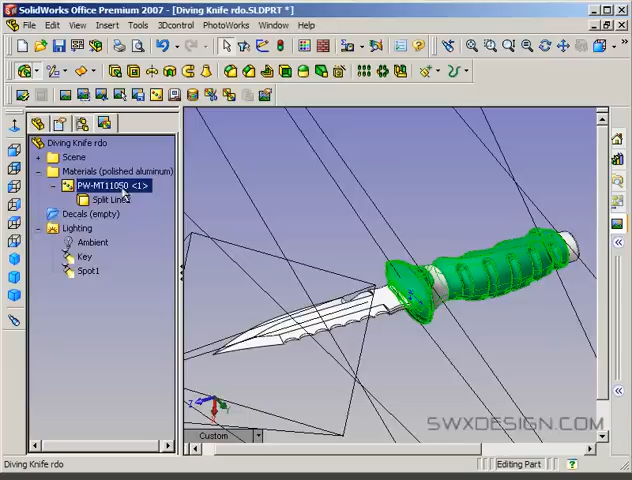 SolidWorks Office Premium 2007 - [Diving Knife rdo.SLDPRT *]
File Edit View Insert Tools 3Dcontrol PhotoWorks Window Help
Diving Knife rdo
Scene
Materials (polished aluminum)
PW-MT11050 <1>
Split Line1
Decals (empty)
Lighting
Ambient
Key
Spot1
Z
Custom
SWXDESIGN.COM
Diving Knife rdo
Editing Part
?